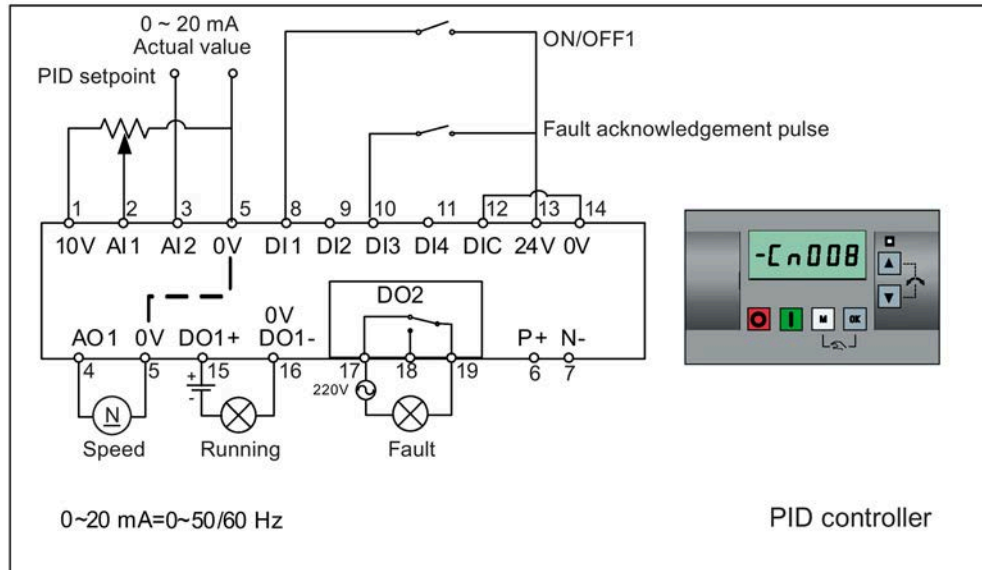 0 ~ 20 mA
Actual value
PID setpoint
ON/OFF1
Fault acknowledgement pulse
1 2 3 5 8 9 10 11 12 13 14
10V AI1 AI2 0V DI1 DI2 DI3 DI4 DIC 24V 0V
-Cn008
M OK
DO2
0V
AO1 0V DO1+ DO1- P+ N-
4 5 15 16 17 18 19 6 7
+
-
220V
N
Speed Running Fault
0~20 mA=0~50/60 Hz
PID controller